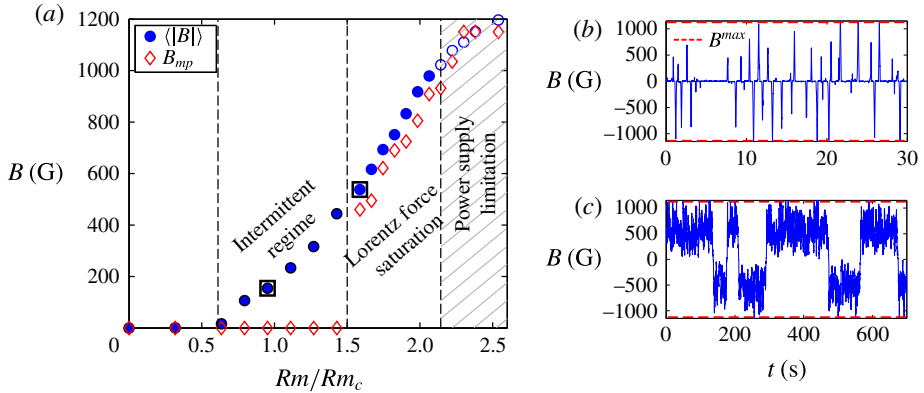 (a)
1200
1000
800
600
400
200
0
0.5
1.0
1.5
2.0
2.5
B (G)
Rm/Rm_c
⟨|B|⟩
B_mp
Intermittent
regime
Lorentz force
saturation
Power supply
limitation
(b)
1000
500
0
−500
−1000
B (G)
B^max
0
10
20
30
(c)
1000
500
0
−500
−1000
B (G)
0
200
400
600
t (s)